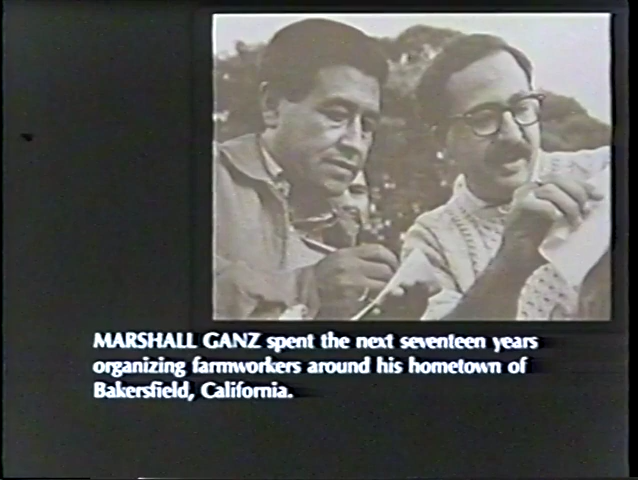 MARSHALL GANZ spent the next seventeen years
organizing farmworkers around his hometown of
Bakersfield, California.